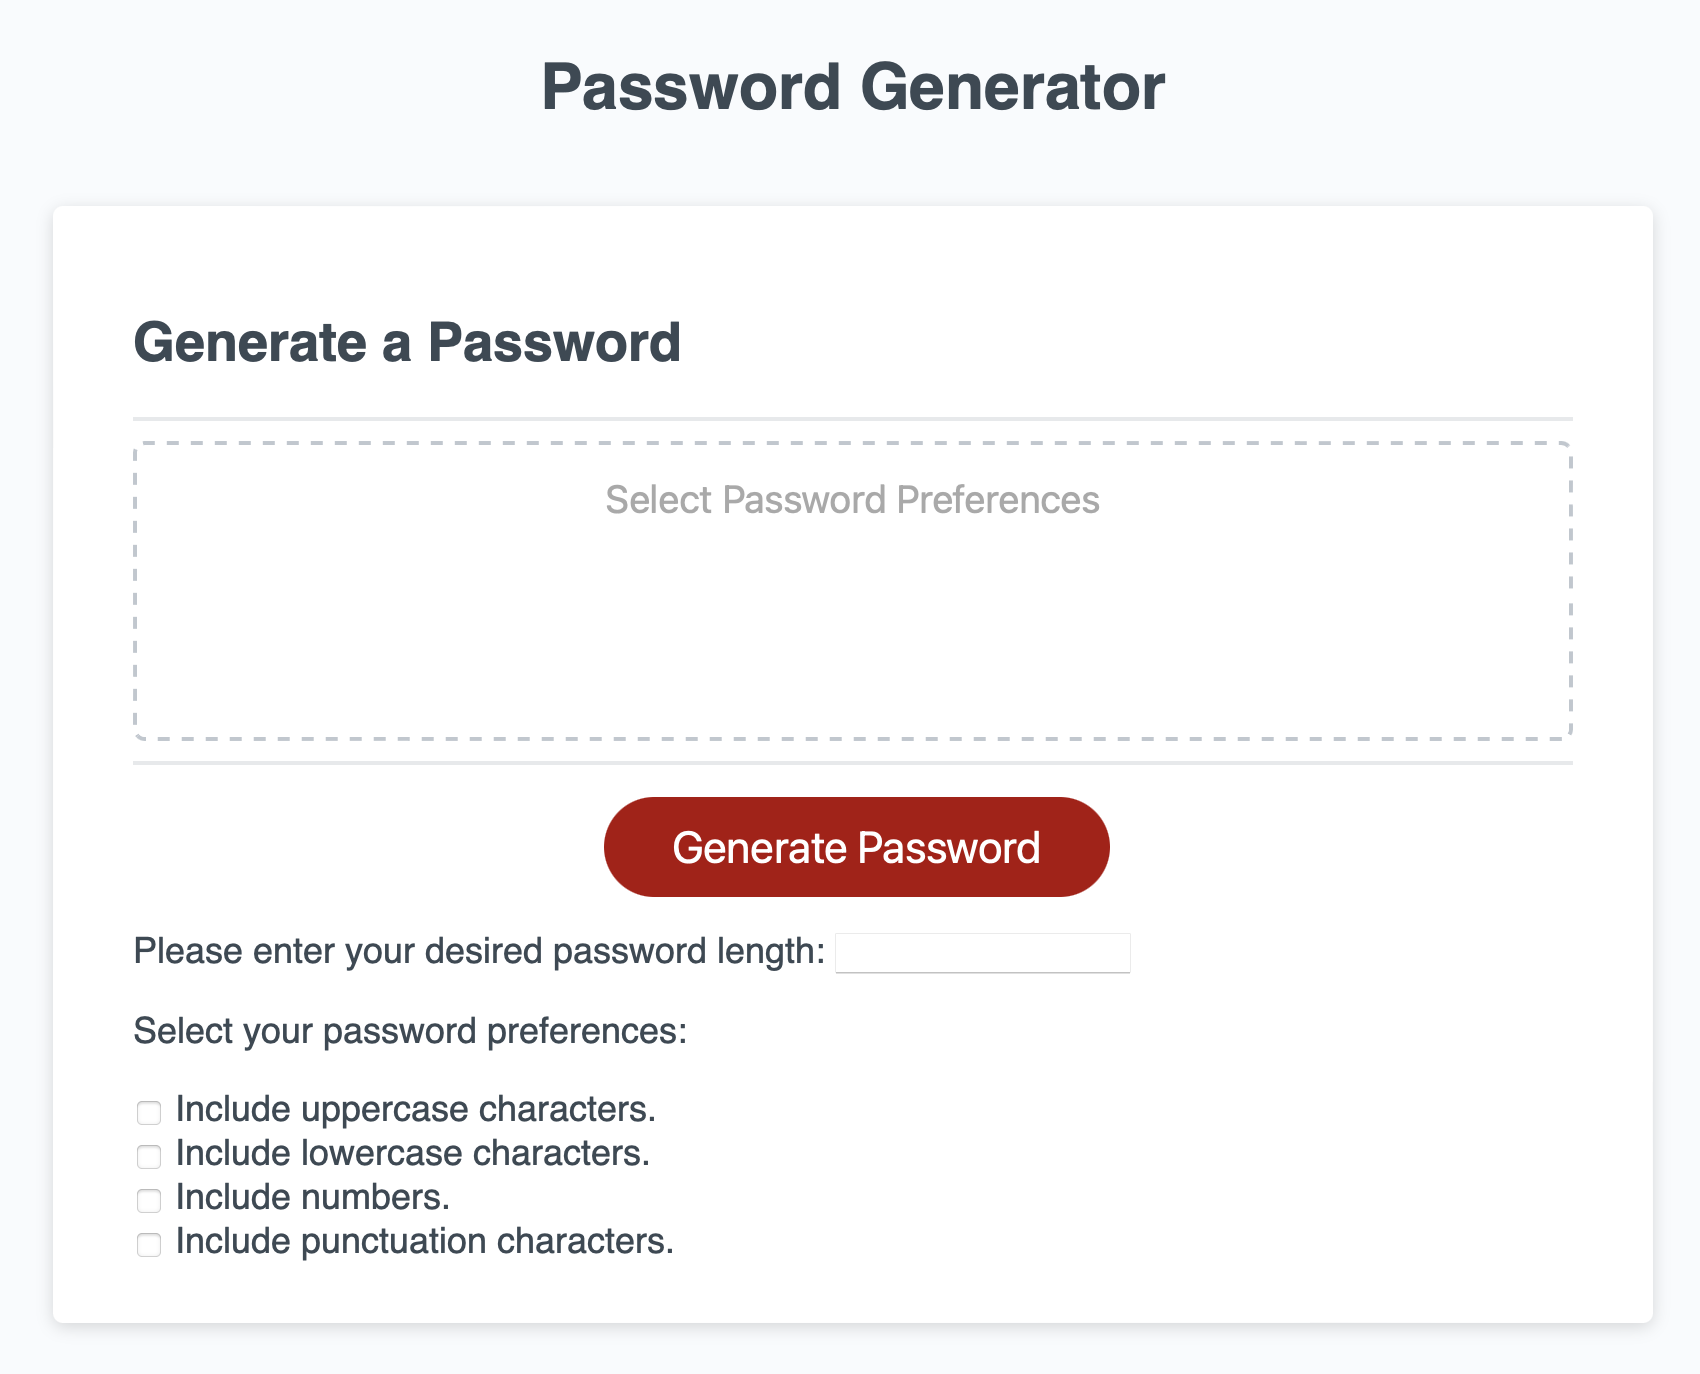 Password Generator
Generate a Password
Select Password Preferences
Generate Password
Please enter your desired password length:
Select your password preferences:
Include uppercase characters.
Include lowercase characters.
Include numbers.
Include punctuation characters.